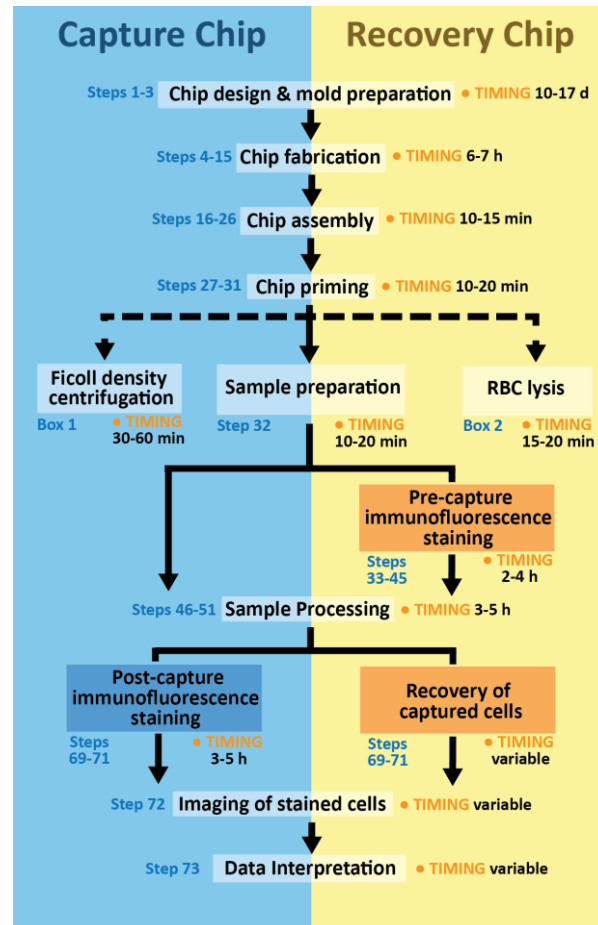 Capture Chip Recovery Chip
Steps 1-3 Chip design & mold preparation • TIMING 10-17 d
Steps 4-15 Chip fabrication • TIMING 6-7 h
Steps 16-26 Chip assembly • TIMING 10-15 min
Steps 27-31 Chip priming • TIMING 10-20 min
Ficoll density
centrifugation
Box 1 • TIMING
30-60 min
Sample preparation
Step 32 • TIMING
10-20 min
RBC lysis
Box 2 • TIMING
15-20 min
Pre-capture
immunofluorescence
staining
Steps • TIMING
33-45 2-4 h
Steps 46-51 Sample Processing • TIMING 3-5 h
Post-capture
immunofluorescence
staining
Steps • TIMING
69-71 3-5 h
Recovery of
captured cells
Steps • TIMING
69-71 variable
Step 72 Imaging of stained cells • TIMING variable
Step 73 Data Interpretation • TIMING variable